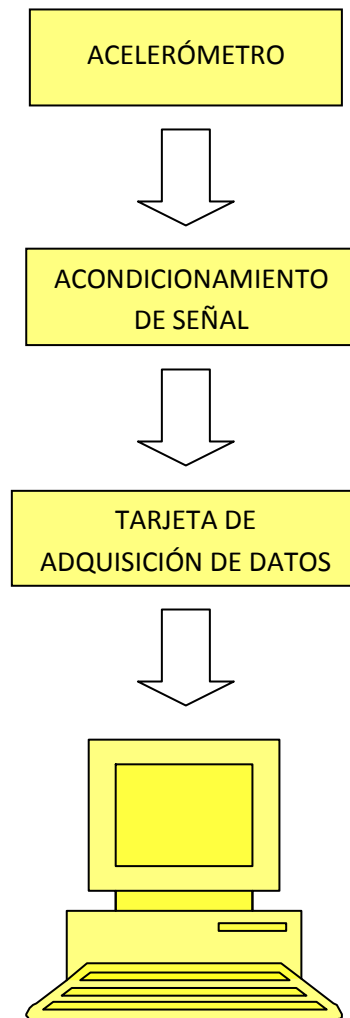 ACELERÓMETRO
ACONDICIONAMIENTO
DE SEÑAL
TARJETA DE
ADQUISICIÓN DE DATOS